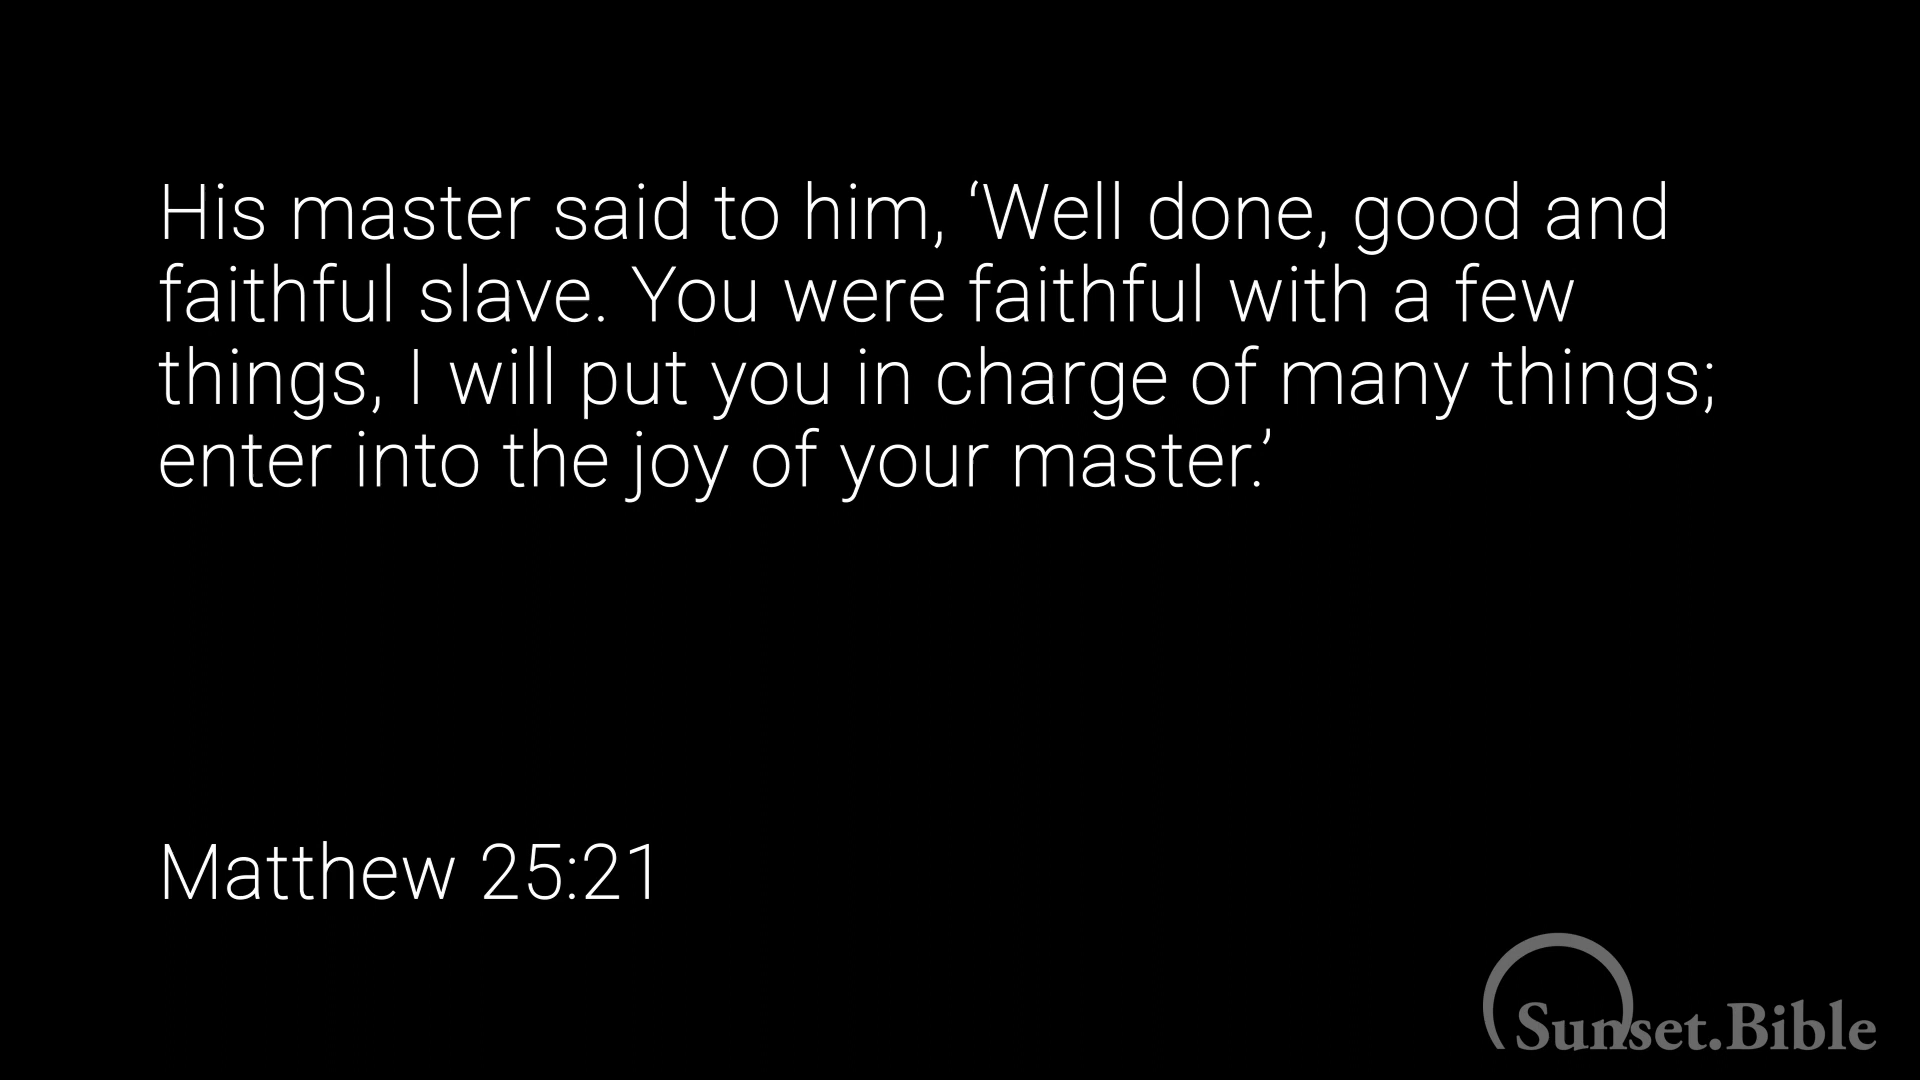 His master said to him, ‘Well done, good and
faithful slave. You were faithful with a few
things, I will put you in charge of many things;
enter into the joy of your master.’
Matthew 25:21
Sunset.Bible